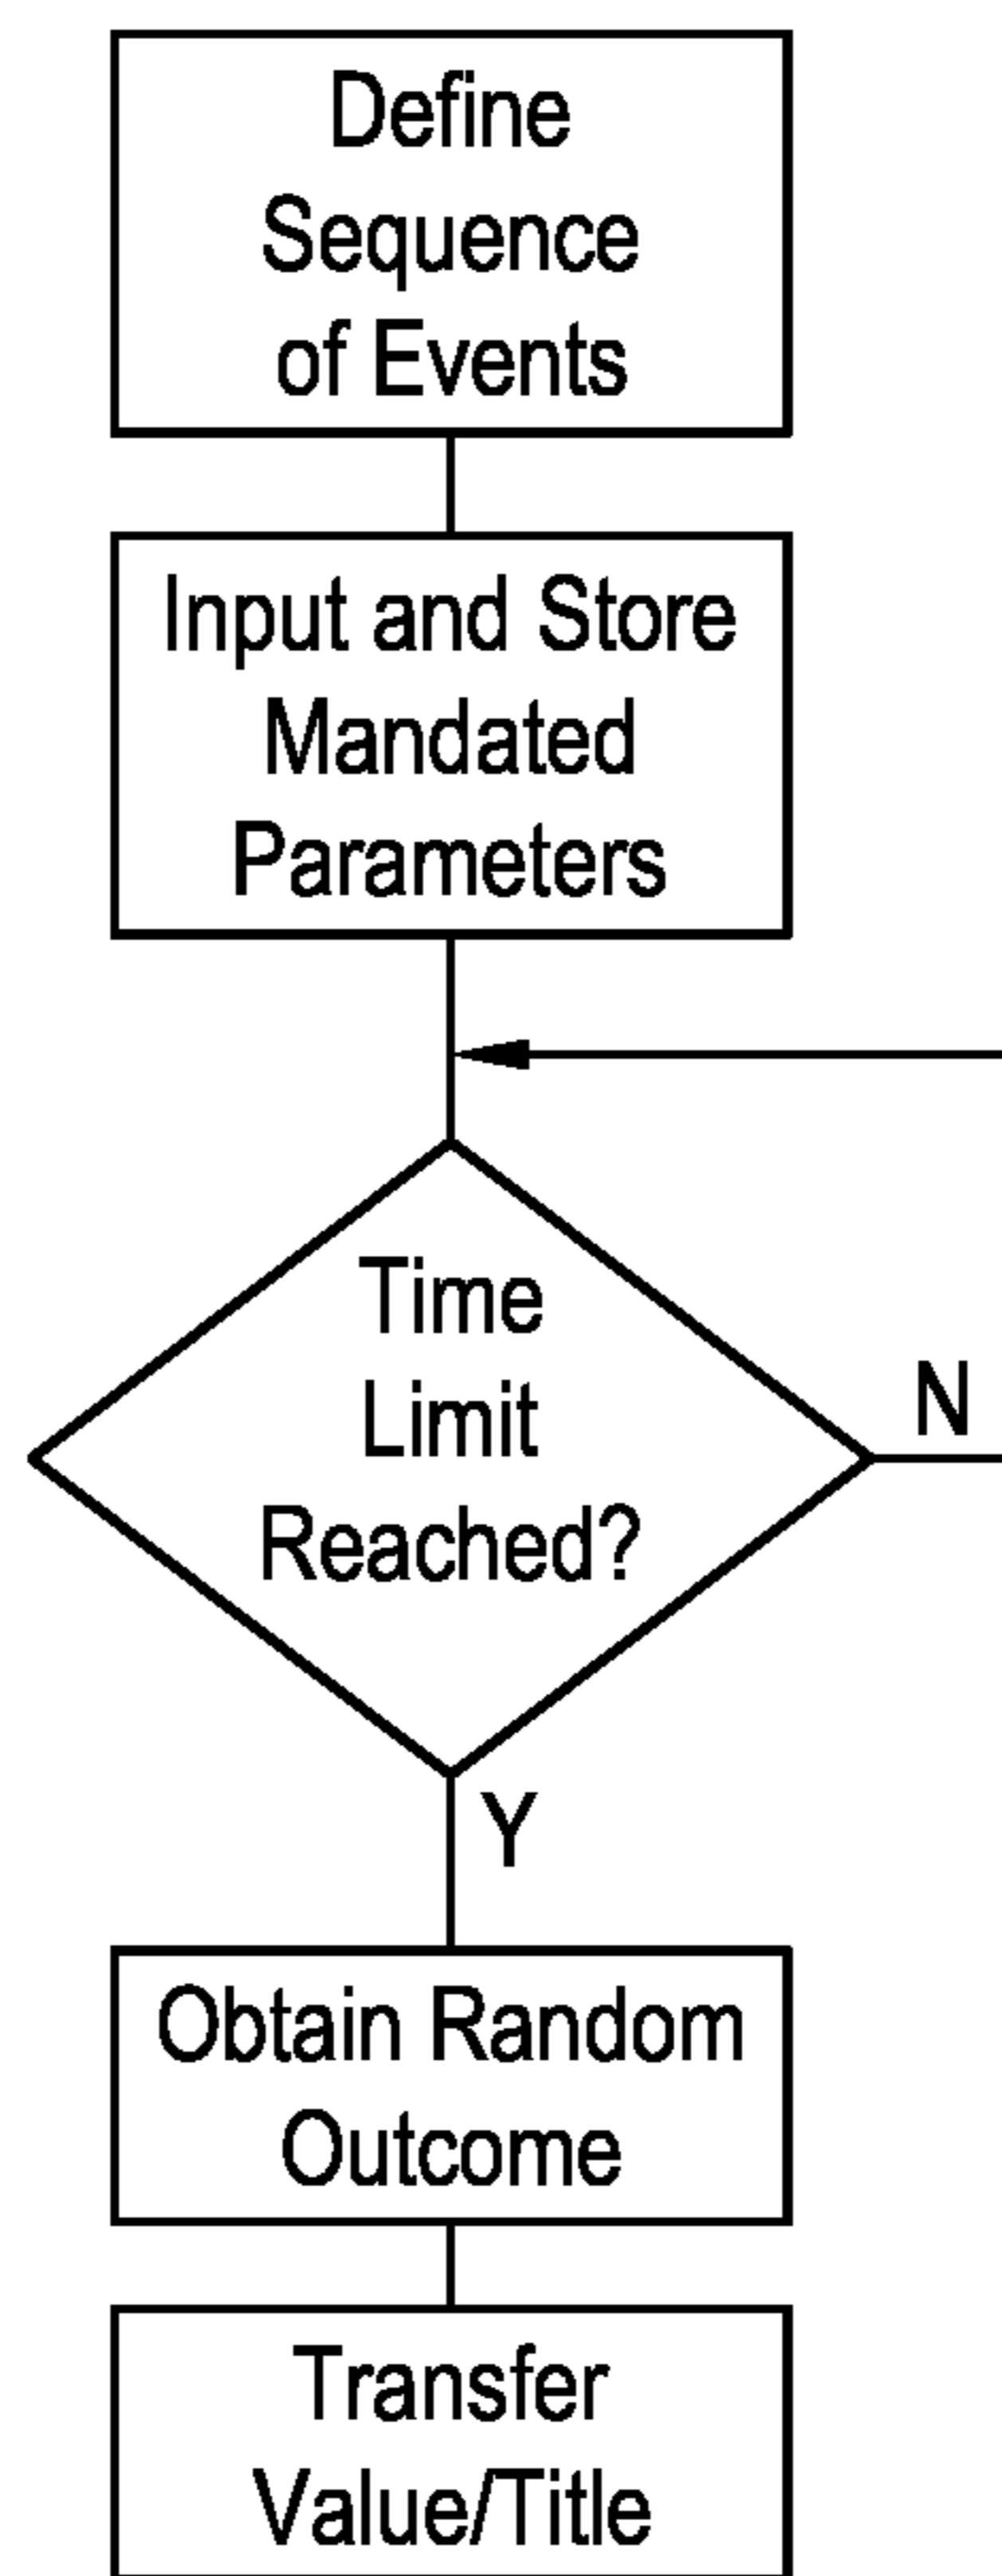 Define
Sequence
of Events
Input and Store
Mandated
Parameters
Time
Limit
Reached?
N
Y
Obtain Random
Outcome
Transfer
Value/Title